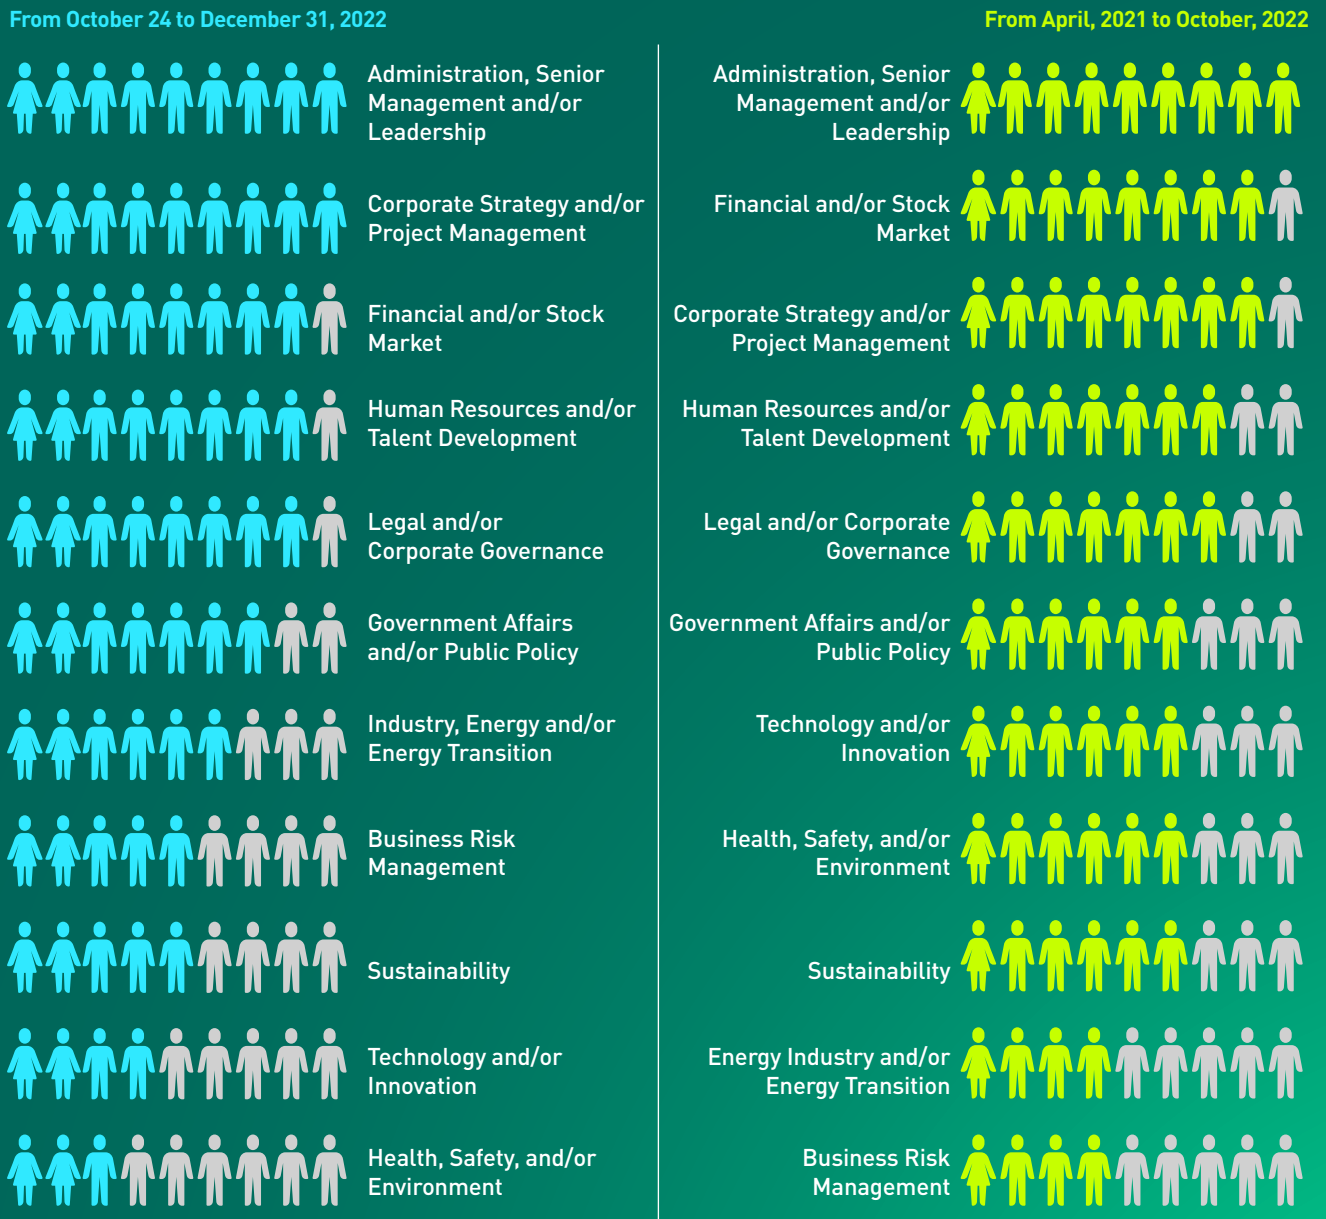 From October 24 to December 31, 2022
Administration, Senior
Management and/or
Leadership
Corporate Strategy and/or
Project Management
Financial and/or Stock
Market
Human Resources and/or
Talent Development
Legal and/or
Corporate Governance
Government Affairs
and/or Public Policy
Industry, Energy and/or
Energy Transition
Business Risk
Management
Sustainability
Technology and/or
Innovation
Health, Safety, and/or
Environment
From April, 2021 to October, 2022
Administration, Senior
Management and/or
Leadership
Financial and/or Stock
Market
Corporate Strategy and/or
Project Management
Human Resources and/or
Talent Development
Legal and/or Corporate
Governance
Government Affairs and/or
Public Policy
Technology and/or
Innovation
Health, Safety, and/or
Environment
Sustainability
Energy Industry and/or
Energy Transition
Business Risk
Management